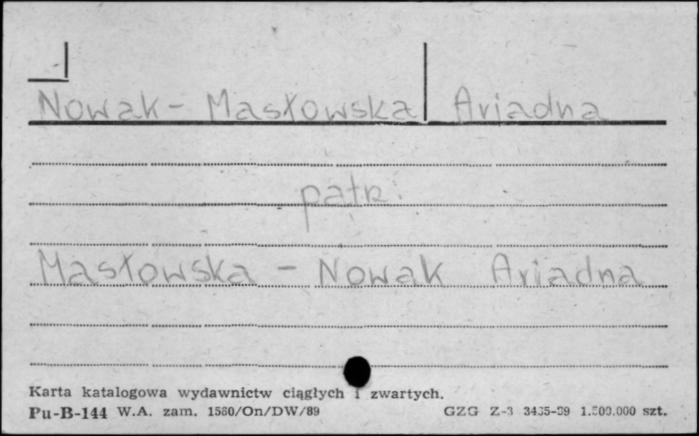 Nowak - Masłowska Ariadna
patrz
Masłowska - Nowak Ariadna
Karta katalogowa wydawnictw ciągłych i zwartych.
Pu-B-144 W.A. zam. 1560/On/DW/89 GZG Z-3 3435-89 1.500.000 szt.